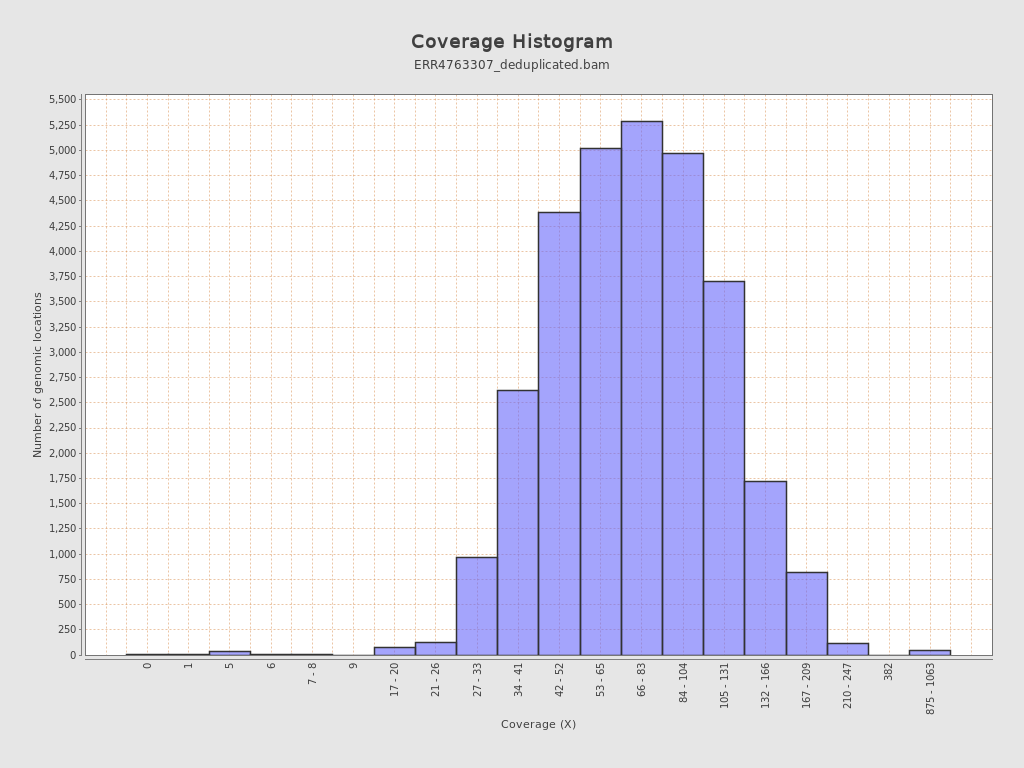 Coverage Histogram
ERR4763307_deduplicated.bam
Number of genomic locations
5,500
5,250
5,000
4,750
4,500
4,250
4,000
3,750
3,500
3,250
3,000
2,750
2,500
2,250
2,000
1,750
1,500
1,250
1,000
750
500
250
0
0
1
5
6
7 - 8
9
17 - 20
21 - 26
27 - 33
34 - 41
42 - 52
53 - 65
66 - 83
84 - 104
105 - 131
132 - 166
167 - 209
210 - 247
382
875 - 1063
Coverage (X)